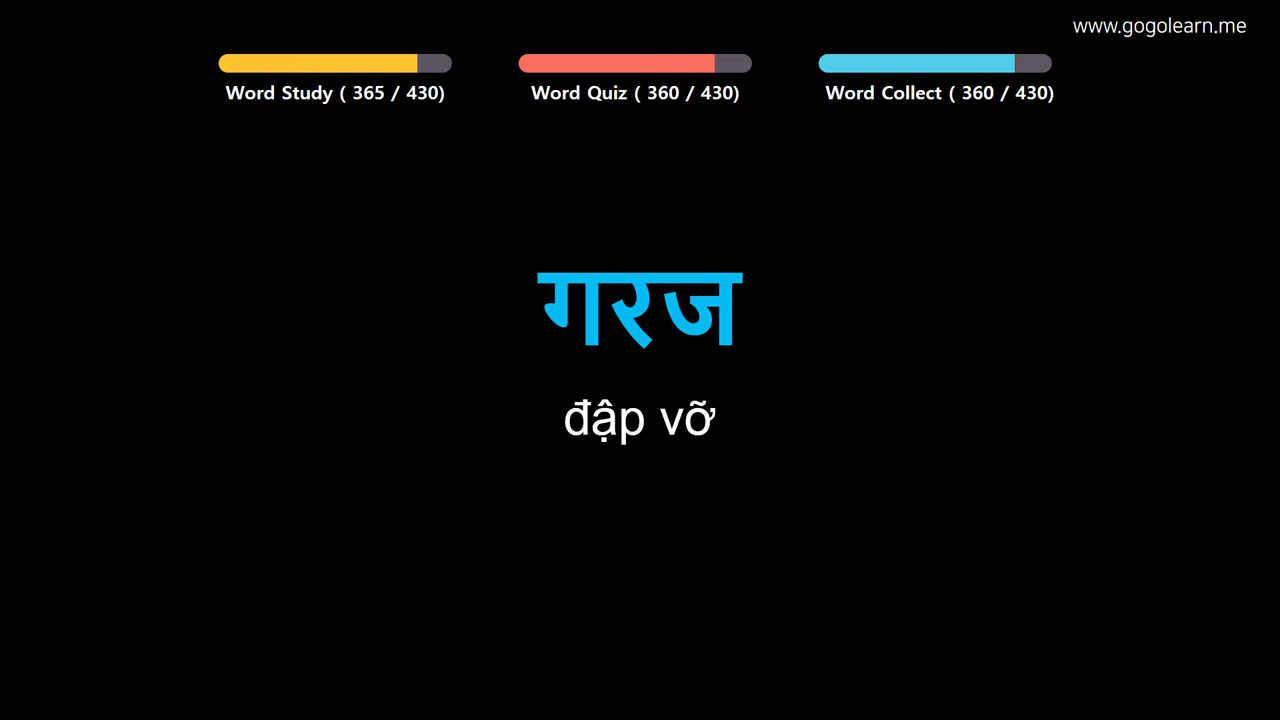 www.gogolearn.me
Word Study ( 365 / 430)
Word Quiz ( 360 / 430)
Word Collect ( 360 / 430)
गरज
đập vỡ